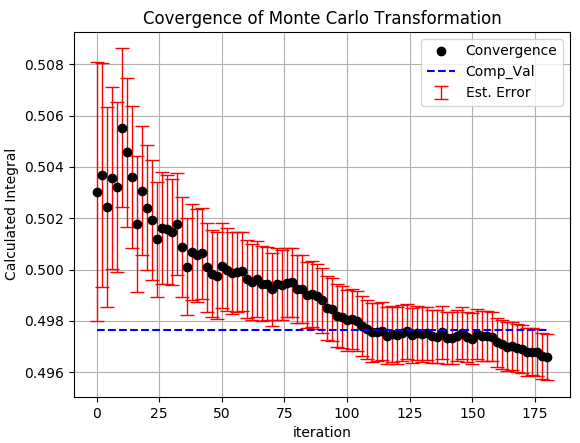 Covergence of Monte Carlo Transformation
Convergence
Comp_Val
Est. Error
Calculated Integral
0.508
0.506
0.504
0.502
0.500
0.498
0.496
0 25 50 75 100 125 150 175
iteration